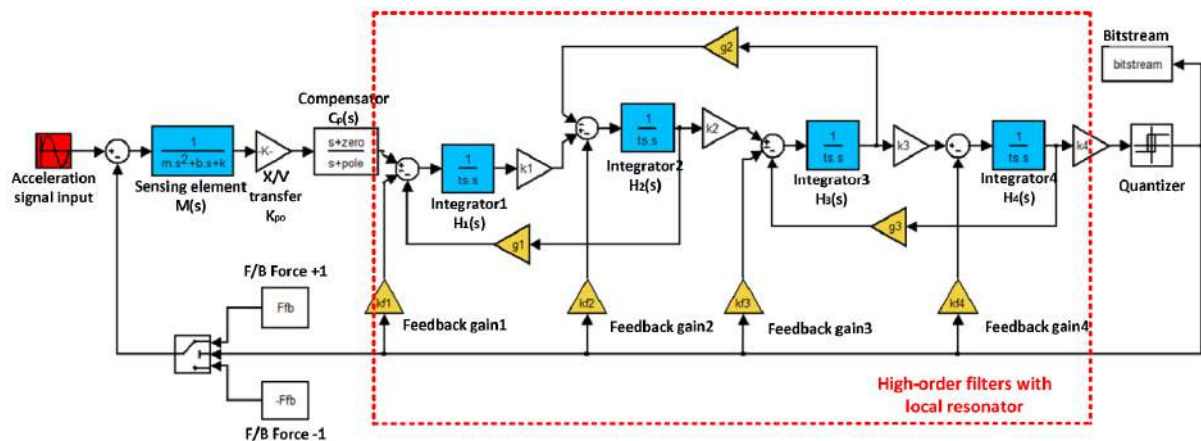 Bitstream
bitstream
g2
Compensator
Cₚ(s)
1
m.s²+b.s+k
-K-
s+zero
s+pole
1
ts.s
k1
1
ts.s
k2
1
ts.s
k3
1
ts.s
k4
Acceleration
signal input
Sensing element
M(s)
X/V
transfer
Kₚₒ
Integrator1
H₁(s)
Integrator2
H₂(s)
Integrator3
H₃(s)
Integrator4
H₄(s)
Quantizer
g1
g3
F/B Force +1
Ffb
kf1
kf2
kf3
kf4
Feedback gain1
Feedback gain2
Feedback gain3
Feedback gain4
-Ffb
F/B Force -1
High-order filters with
local resonator